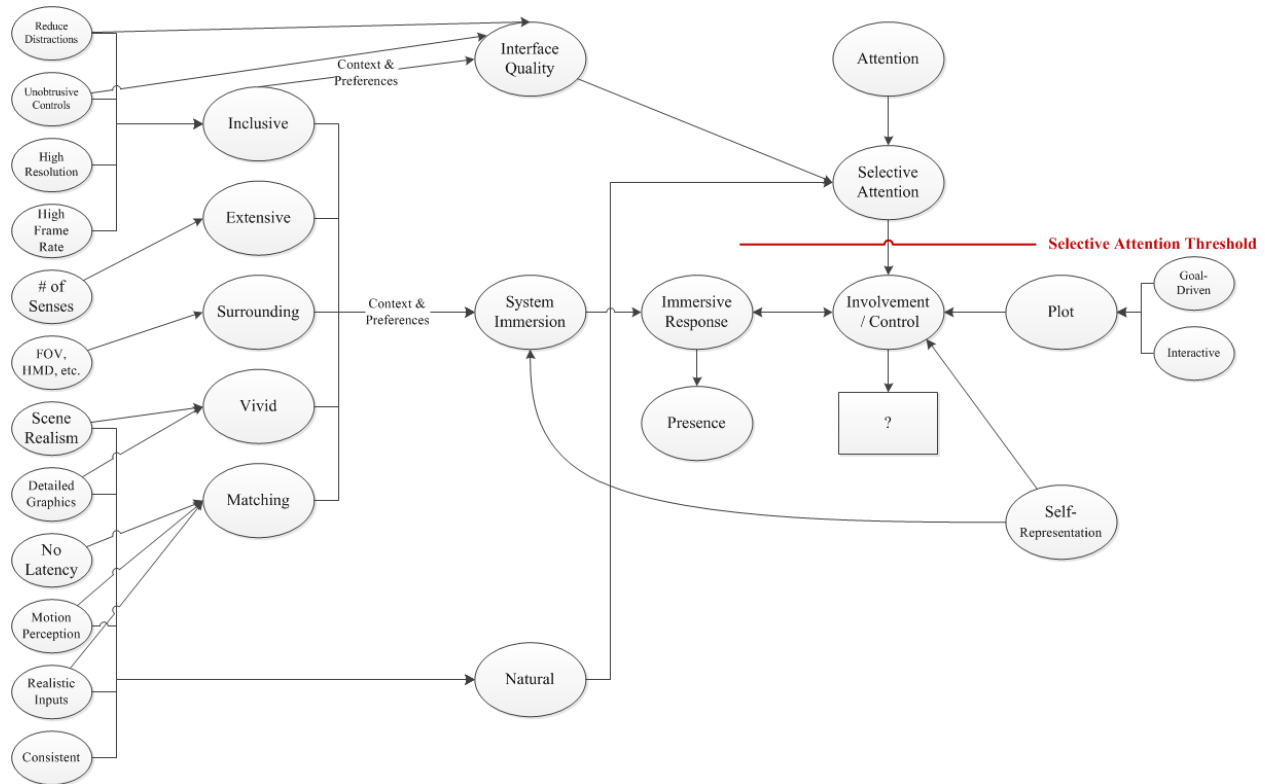 Reduce
Distractions
Unobtrusive
Controls
High
Resolution
High
Frame
Rate
# of
Senses
FOV,
HMD, etc.
Scene
Realism
Detailed
Graphics
No
Latency
Motion
Perception
Realistic
Inputs
Consistent
Inclusive
Extensive
Surrounding
Vivid
Matching
Context &
Preferences
Context &
Preferences
Interface
Quality
System
Immersion
Natural
Immersive
Response
Presence
Attention
Selective
Attention
Selective Attention Threshold
Involvement
/ Control
?
Plot
Goal-
Driven
Interactive
Self-
Representation